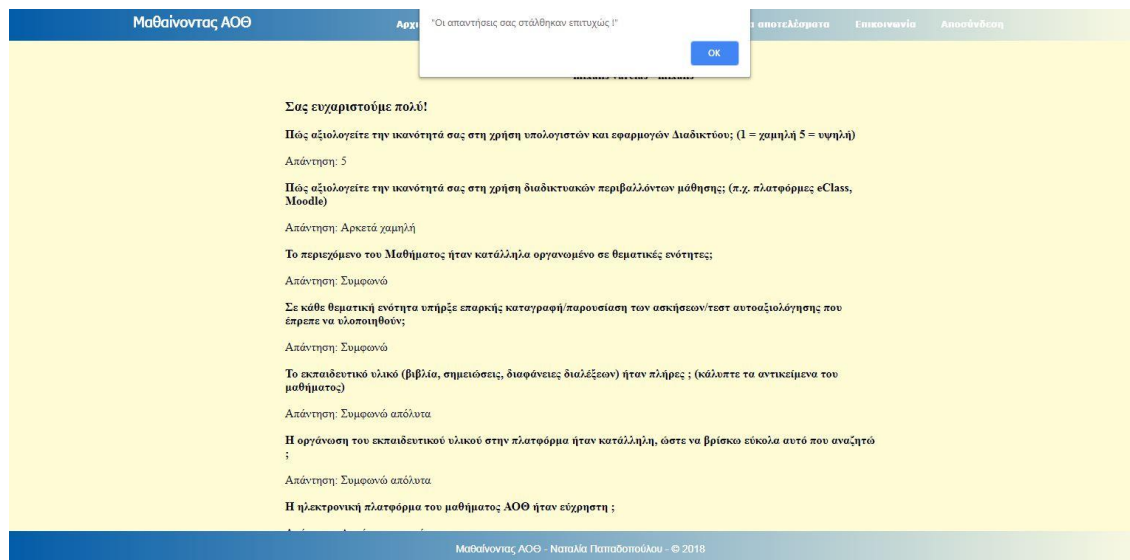 Μαθαίνοντας ΑΟΘ
"Οι απαντήσεις σας στάλθηκαν επιτυχώς !"
αποτελέσματα Επικοινωνία Αποσύνδεση
OK
Σας ευχαριστούμε πολύ!
Πώς αξιολογείτε την ικανότητά σας στη χρήση υπολογιστών και εφαρμογών Διαδικτύου; (1 = χαμηλή 5 = υψηλή)
Απάντηση: 5
Πώς αξιολογείτε την ικανότητά σας στη χρήση διαδικτυακών περιβαλλόντων μάθησης; (π.χ. πλατφόρμες eClass,
Moodle)
Απάντηση: Αρκετά χαμηλή
Το περιεχόμενο του Μαθήματος ήταν κατάλληλα οργανωμένο σε θεματικές ενότητες;
Απάντηση: Συμφωνώ
Σε κάθε θεματική ενότητα υπήρξε επαρκής καταγραφή/παρουσίαση των ασκήσεων/τεστ αυτοαξιολόγησης που
έπρεπε να υλοποιηθούν;
Απάντηση: Συμφωνώ
Το εκπαιδευτικό υλικό (βιβλία, σημειώσεις, διαφάνειες διαλέξεων) ήταν πλήρες ; (κάλυπτε τα αντικείμενα του
μαθήματος)
Απάντηση: Συμφωνώ απόλυτα
Η οργάνωση του εκπαιδευτικού υλικού στην πλατφόρμα ήταν κατάλληλη, ώστε να βρίσκω εύκολα αυτό που αναζητώ
;
Απάντηση: Συμφωνώ απόλυτα
Η ηλεκτρονική πλατφόρμα του μαθήματος ΑΟΘ ήταν εύχρηστη ;
Μαθαίνοντας ΑΟΘ - Ναταλία Παπαδοπούλου - © 2018